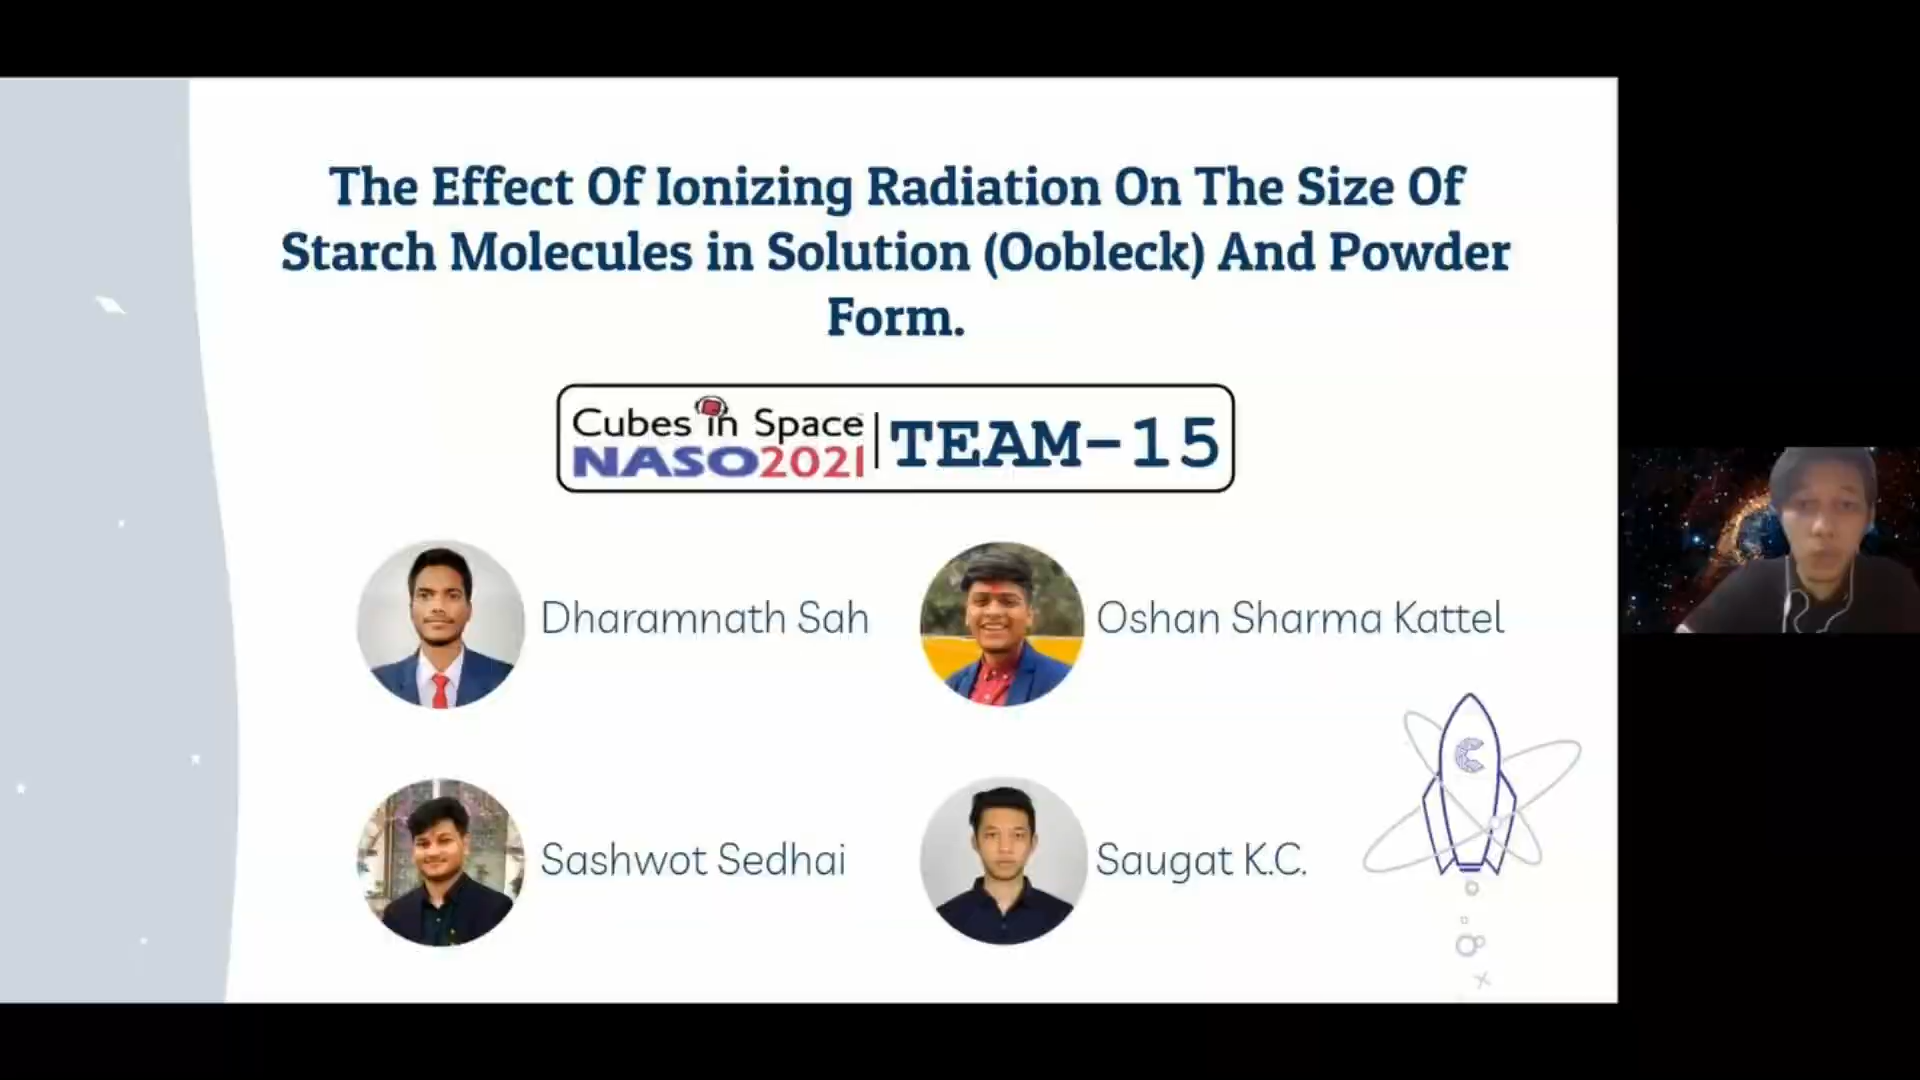 The Effect Of Ionizing Radiation On The Size Of
Starch Molecules in Solution (Oobleck) And Powder
Form.
Cubes in Space
NASO2021
TEAM-15
Dharamnath Sah
Oshan Sharma Kattel
Sashwot Sedhai
Saugat K.C.